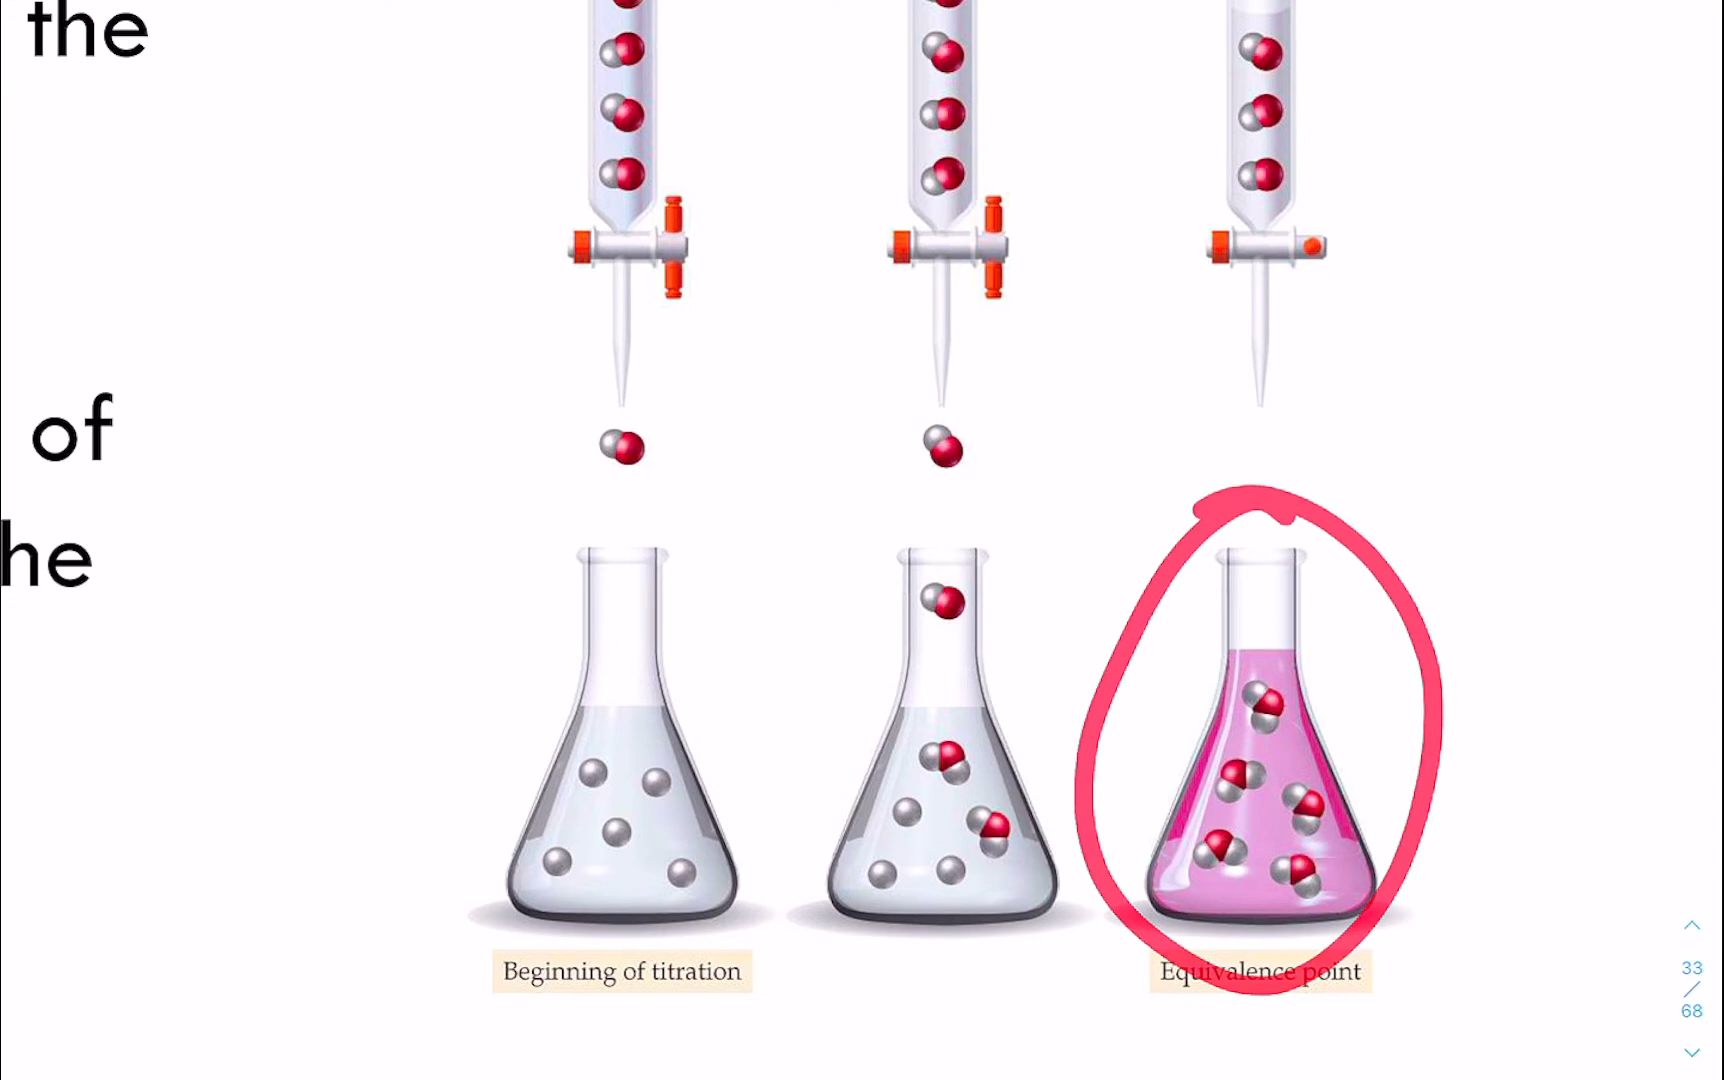 the
of
he
Beginning of titration
Equivalence point
33
/
68